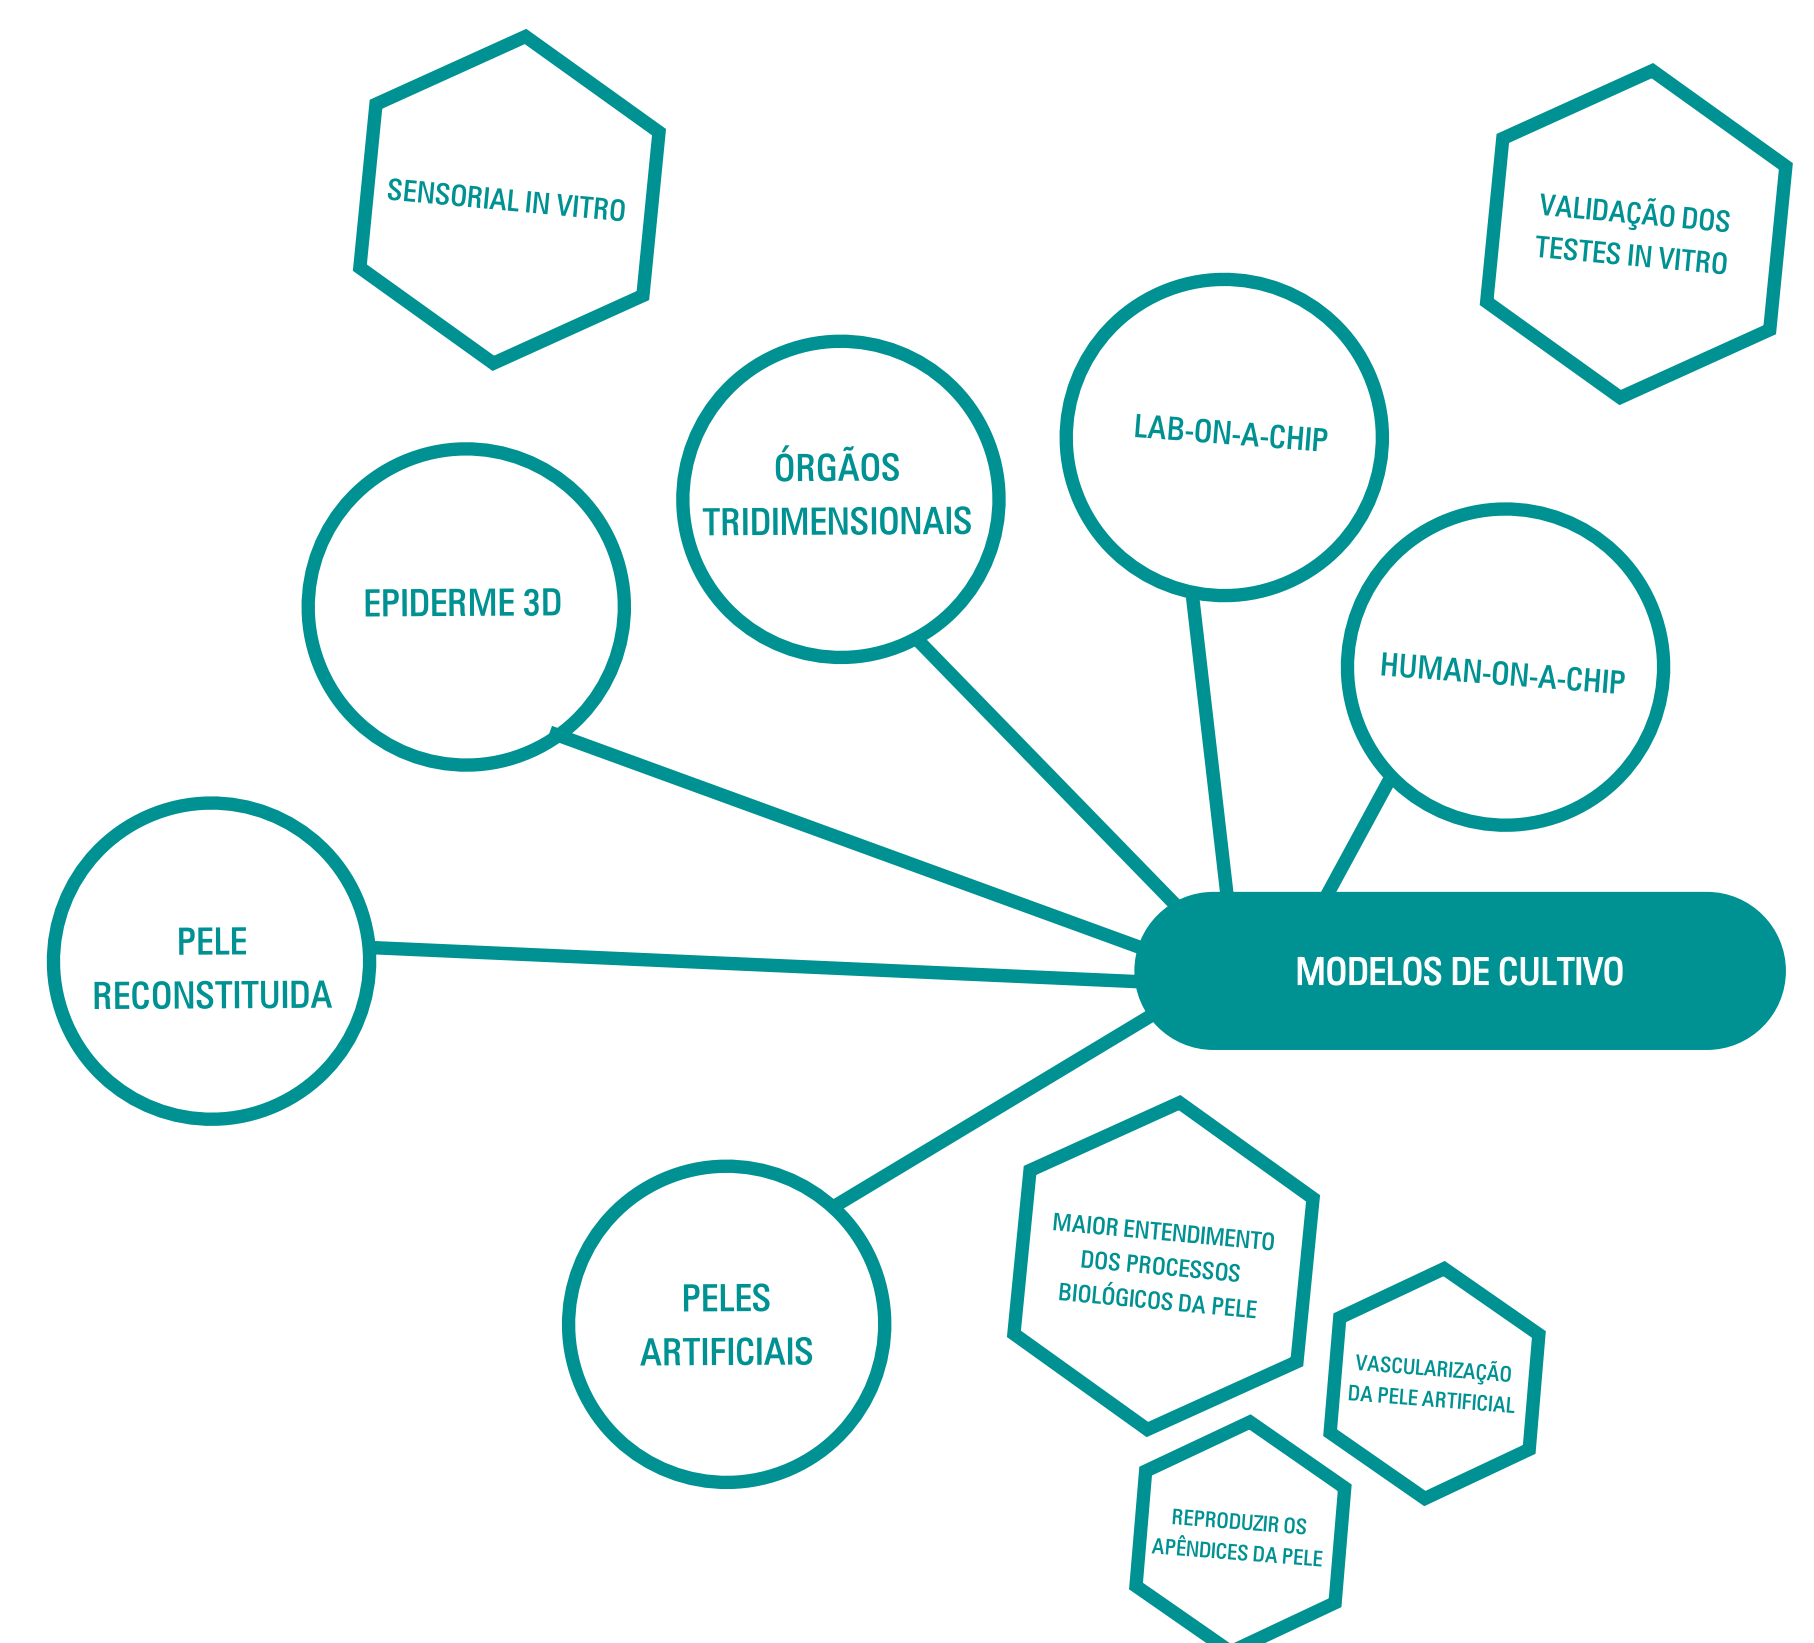 SENSORIAL IN VITRO
VALIDAÇÃO DOS
TESTES IN VITRO
LAB-ON-A-CHIP
ÓRGÃOS
TRIDIMENSIONAIS
EPIDERME 3D
HUMAN-ON-A-CHIP
PELE
RECONSTITUIDA
MODELOS DE CULTIVO
MAIOR ENTENDIMENTO
DOS PROCESSOS
BIOLÓGICOS DA PELE
PELES
ARTIFICIAIS
VASCULARIZAÇÃO
DA PELE ARTIFICIAL
REPRODUZIR OS
APÊNDICES DA PELE